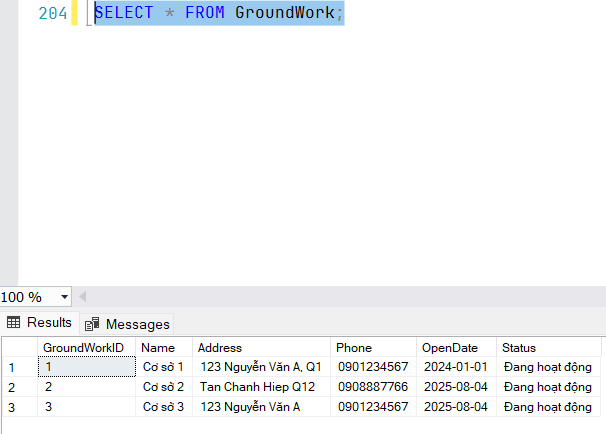 204 SELECT * FROM GroundWork;
100 %
Results Messages
GroundWorkID Name Address Phone OpenDate Status
1 1 Cơ sở 1 123 Nguyễn Văn A, Q1 0901234567 2024-01-01 Đang hoạt động
2 2 Cơ sở 2 Tan Chanh Hiep Q12 0908887766 2025-08-04 Đang hoạt động
3 3 Cơ sở 3 123 Nguyễn Văn A 0901234567 2025-08-04 Đang hoạt động